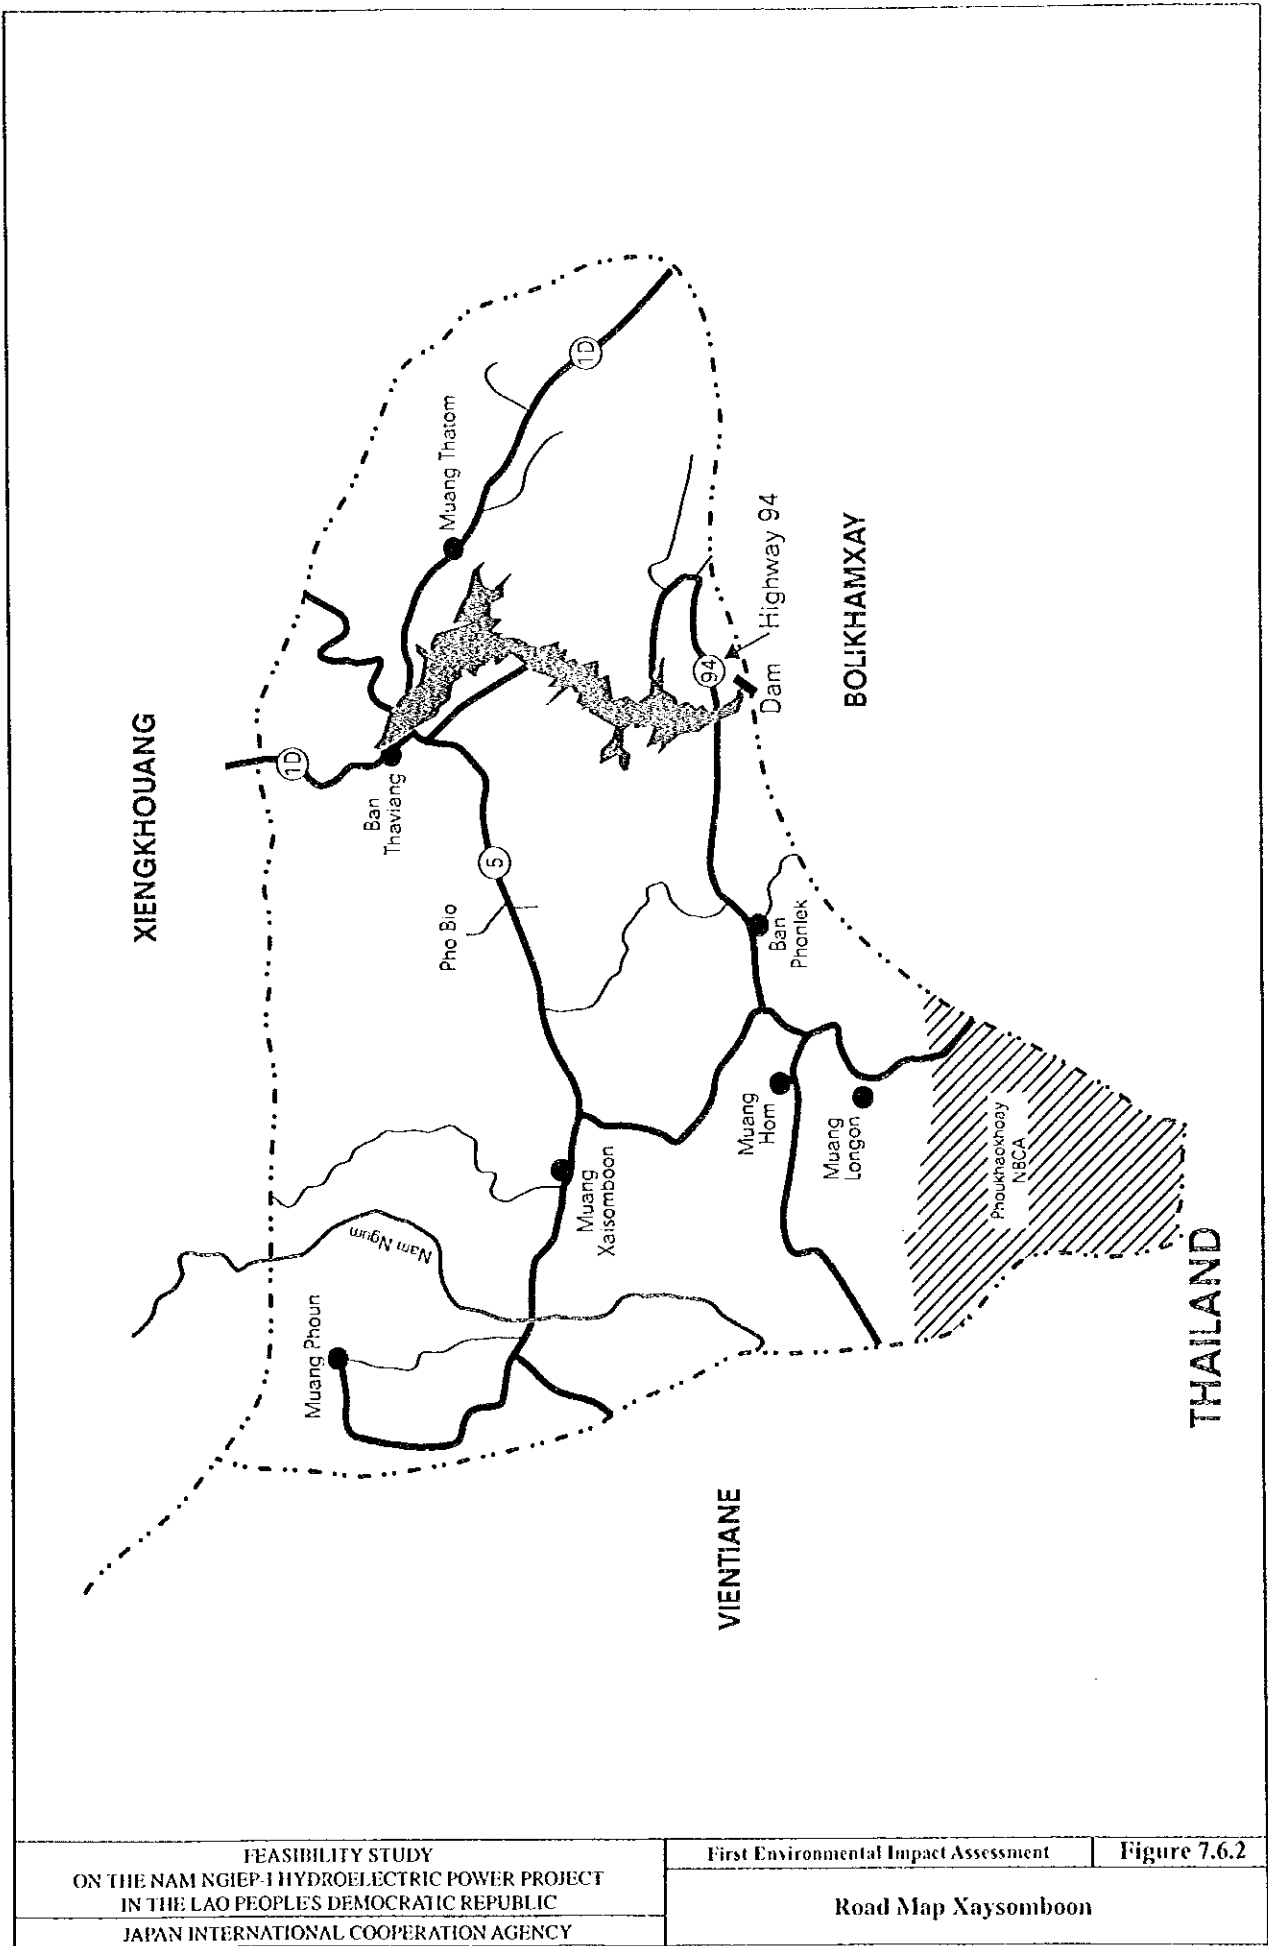 XIENGKHOUANG
1D
Muang Thatom
1D
Ban
Thaviang
5
Pho Bio
94
Highway 94
Dam
BOLIKHAMXAY
Ban
Phonlek
Muang
Hom
Muang
Longon
Muang
Xaisomboon
Nam Ngum
Muang Phoun
Phoukhaokhoay
NBCA
VIENTIANE
THAILAND
FEASIBILITY STUDY
ON THE NAM NGIEP-I HYDROELECTRIC POWER PROJECT
IN THE LAO PEOPLE'S DEMOCRATIC REPUBLIC
JAPAN INTERNATIONAL COOPERATION AGENCY
First Environmental Impact Assessment
Figure 7.6.2
Road Map Xaysomboon